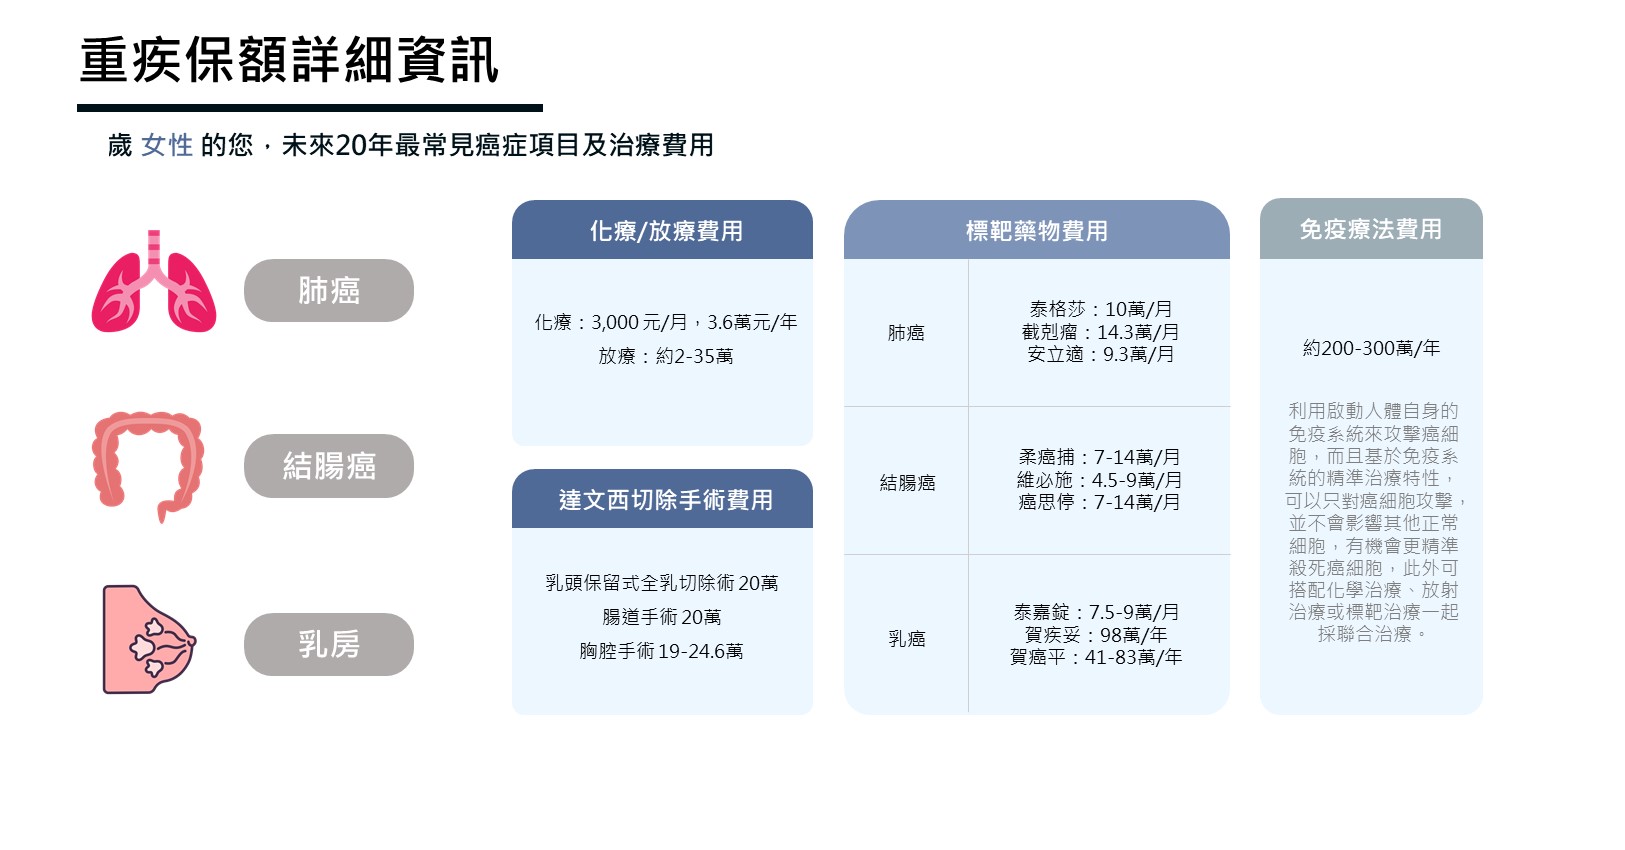 重疾保額詳細資訊
歲 女性 的您，未來20年最常見癌症項目及治療費用
肺癌
結腸癌
乳房
化療/放療費用
化療：3,000 元/月，3.6萬元/年
放療：約2-35萬
達文西切除手術費用
乳頭保留式全乳切除術 20萬
腸道手術 20萬
胸腔手術 19-24.6萬
標靶藥物費用
肺癌
泰格莎：10萬/月
截剋瘤：14.3萬/月
安立適：9.3萬/月
結腸癌
柔癌捕：7-14萬/月
維必施：4.5-9萬/月
癌思停：7-14萬/月
乳癌
泰嘉錠：7.5-9萬/月
賀疾妥：98萬/年
賀癌平：41-83萬/年
免疫療法費用
約200-300萬/年
利用啟動人體自身的
免疫系統來攻擊癌細
胞，而且基於免疫系
統的精準治療特性，
可以只對癌細胞攻擊，
並不會影響其他正常
細胞，有機會更精準
殺死癌細胞，此外可
搭配化學治療、放射
治療或標靶治療一起
採聯合治療。